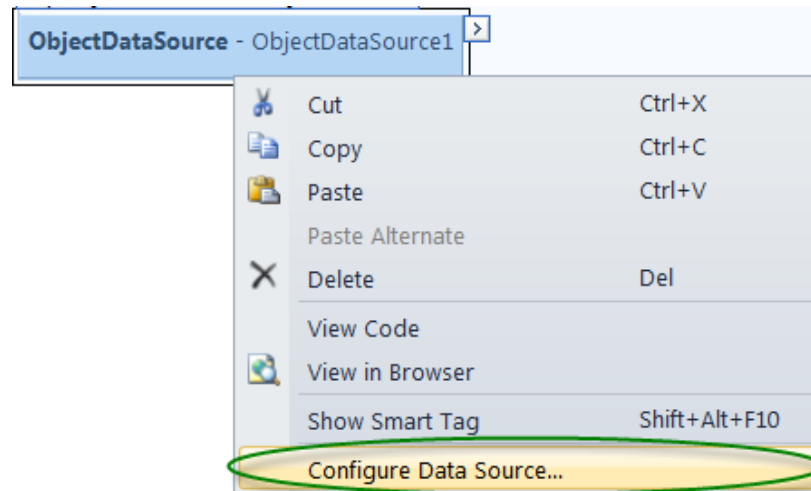 ObjectDataSource - ObjectDataSource1
Cut Ctrl+X
Copy Ctrl+C
Paste Ctrl+V
Paste Alternate
Delete Del
View Code
View in Browser
Show Smart Tag Shift+Alt+F10
Configure Data Source...